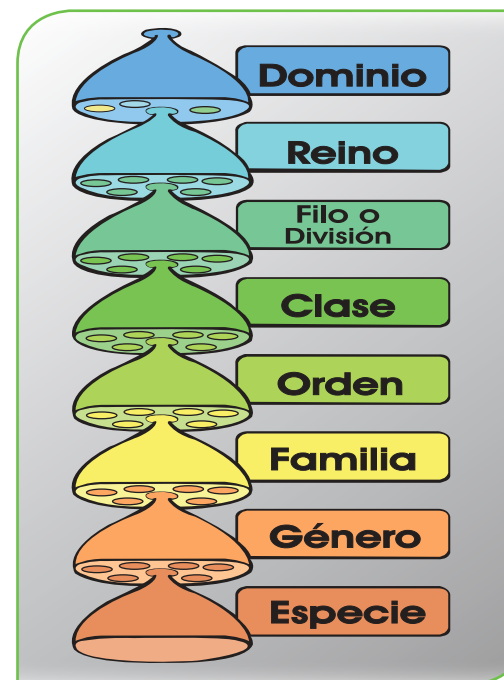 Dominio
Reino
Filo o
División
Clase
Orden
Familia
Género
Especie